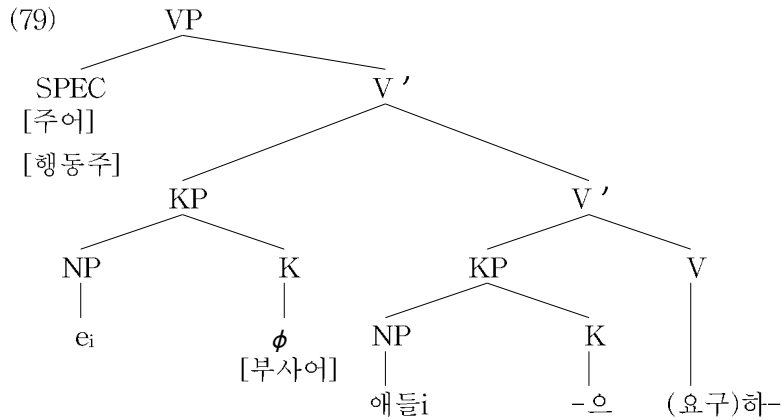 (79) VP
SPEC V'
[주어]
[행동주]
KP V'
NP K KP V
eᵢ ϕ NP K
[부사어]
애들i -으 (요구)하-